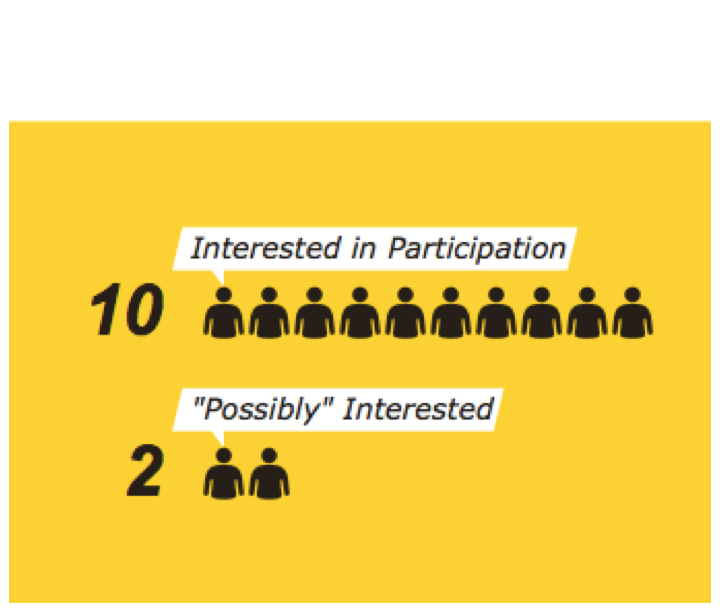 Interested in Participation
10
"Possibly" Interested
2